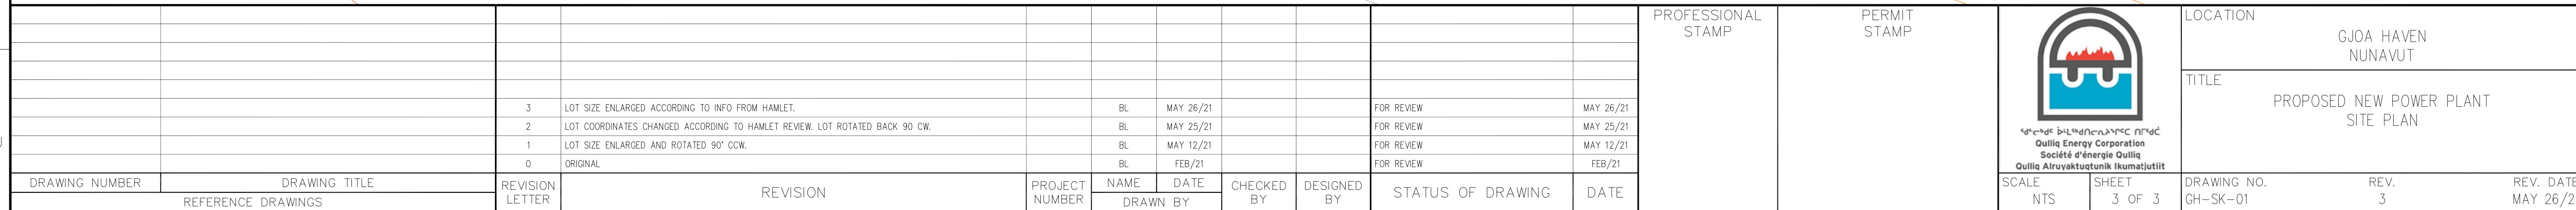 PROFESSIONAL
STAMP
PERMIT
STAMP
LOCATION
GJOA HAVEN
NUNAVUT
TITLE
PROPOSED NEW POWER PLANT
SITE PLAN
Qulliq Energy Corporation
Société d'énergie Qulliq
Qulliq Alruyaktuqtunik Ikumatjutiit
3 LOT SIZE ENLARGED ACCORDING TO INFO FROM HAMLET. BL MAY 26/21 FOR REVIEW MAY 26/21
2 LOT COORDINATES CHANGED ACCORDING TO HAMLET REVIEW. LOT ROTATED BACK 90 CW. BL MAY 25/21 FOR REVIEW MAY 25/21
1 LOT SIZE ENLARGED AND ROTATED 90° CCW. BL MAY 12/21 FOR REVIEW MAY 12/21
0 ORIGINAL BL FEB/21 FOR REVIEW FEB/21
DRAWING NUMBER DRAWING TITLE
REFERENCE DRAWINGS
REVISION
LETTER
REVISION
PROJECT
NUMBER
NAME DATE
DRAWN BY
CHECKED
BY
DESIGNED
BY
STATUS OF DRAWING
DATE
SCALE
NTS
SHEET
3 OF 3
DRAWING NO.
GH-SK-01
REV.
3
REV. DATE
MAY 26/2